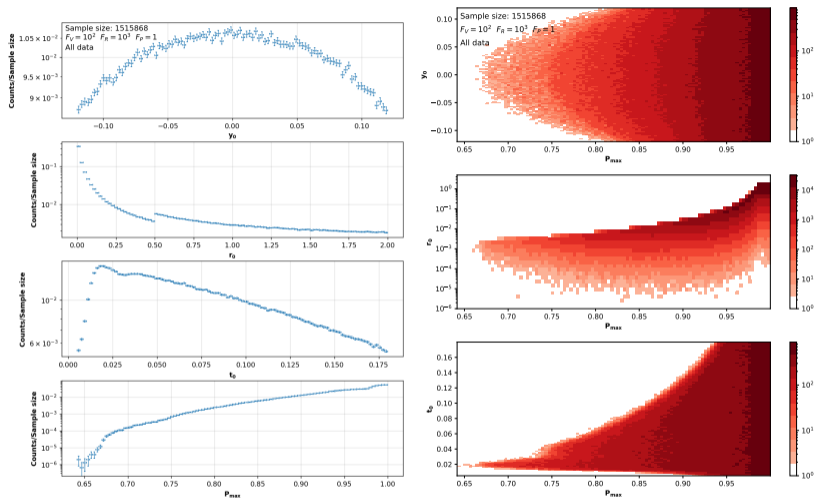 Sample size: 1515868
F_V = 10^2 F_R = 10^3 F_P = 1
All data
Counts/Sample size
1.05 × 10^−2
10^−2
9.5 × 10^−3
9 × 10^−3
−0.10 −0.05 0.00 0.05 0.10
y_0
Counts/Sample size
10^−1
10^−2
0.00 0.25 0.50 0.75 1.00 1.25 1.50 1.75 2.00
r_0
Counts/Sample size
10^−2
6 × 10^−3
0.000 0.025 0.050 0.075 0.100 0.125 0.150 0.175
t_0
Counts/Sample size
10^−2
10^−3
10^−4
10^−5
10^−6
0.65 0.70 0.75 0.80 0.85 0.90 0.95 1.00
P_max
Sample size: 1515868
F_V = 10^2 F_R = 10^3 F_P = 1
All data
y_0
0.10
0.05
0.00
−
−0.10
0.65 0.70 0.75 0.80 0.85 0.90 0.95
P_max
10^2
10^1
10^0
r_0
10^0
10^−1
10^−2
10^−3
10^−4
10^−5
10^−6
0.65 0.70 0.75 0.80 0.85 0.90 0.95
P_max
10^4
10^3
10^2
10^1
10^0
t_0
0.16
0.14
0.12
0.10
0.08
0.06
0.04
0.02
0.65 0.70 0.75 0.80 0.85 0.90 0.95
P_max
10^2
10^1
10^0